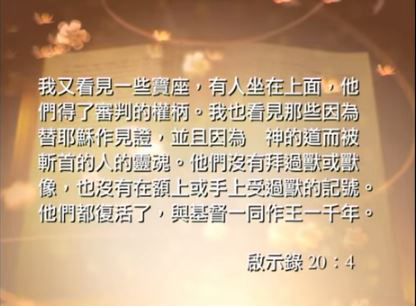 我又看見一些寶座，有人坐在上面，他
們得了審判的權柄。我也看見那些因為
替耶穌作見證，並且因為　神的道而被
斬首的人的靈魂。他們沒有拜過獸或獸
像，也沒有在額上或手上受過獸的記號。
他們都復活了，與基督一同作王一千年。
啟示錄 20：4